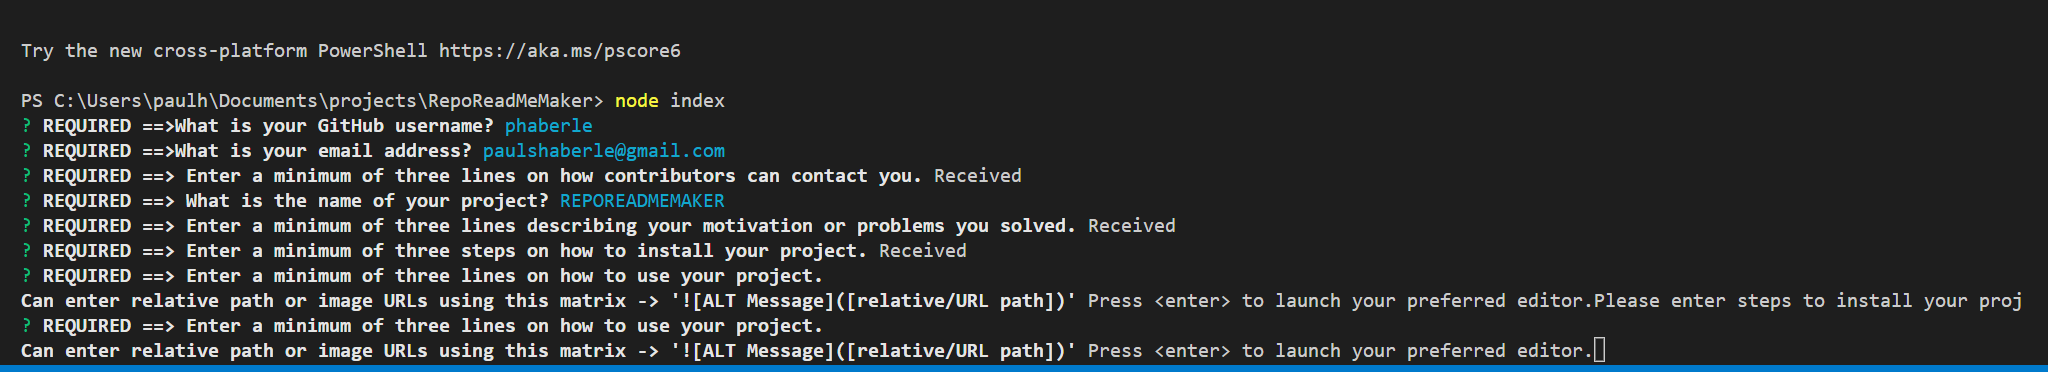 Try the new cross-platform PowerShell https://aka.ms/pscore6
PS C:\Users\paulh\Documents\projects\RepoReadMeMaker> node index
? REQUIRED ==>What is your GitHub username? phaberle
? REQUIRED ==>What is your email address? paulshaberle@gmail.com
? REQUIRED ==> Enter a minimum of three lines on how contributors can contact you. Received
? REQUIRED ==> What is the name of your project? REPOREADMEMAKER
? REQUIRED ==> Enter a minimum of three lines describing your motivation or problems you solved. Received
? REQUIRED ==> Enter a minimum of three steps on how to install your project. Received
? REQUIRED ==> Enter a minimum of three lines on how to use your project.
Can enter relative path or image URLs using this matrix -> '![ALT Message]([relative/URL path])' Press <enter> to launch your preferred editor.Please enter steps to install your proj
? REQUIRED ==> Enter a minimum of three lines on how to use your project.
Can enter relative path or image URLs using this matrix -> '![ALT Message]([relative/URL path])' Press <enter> to launch your preferred editor.